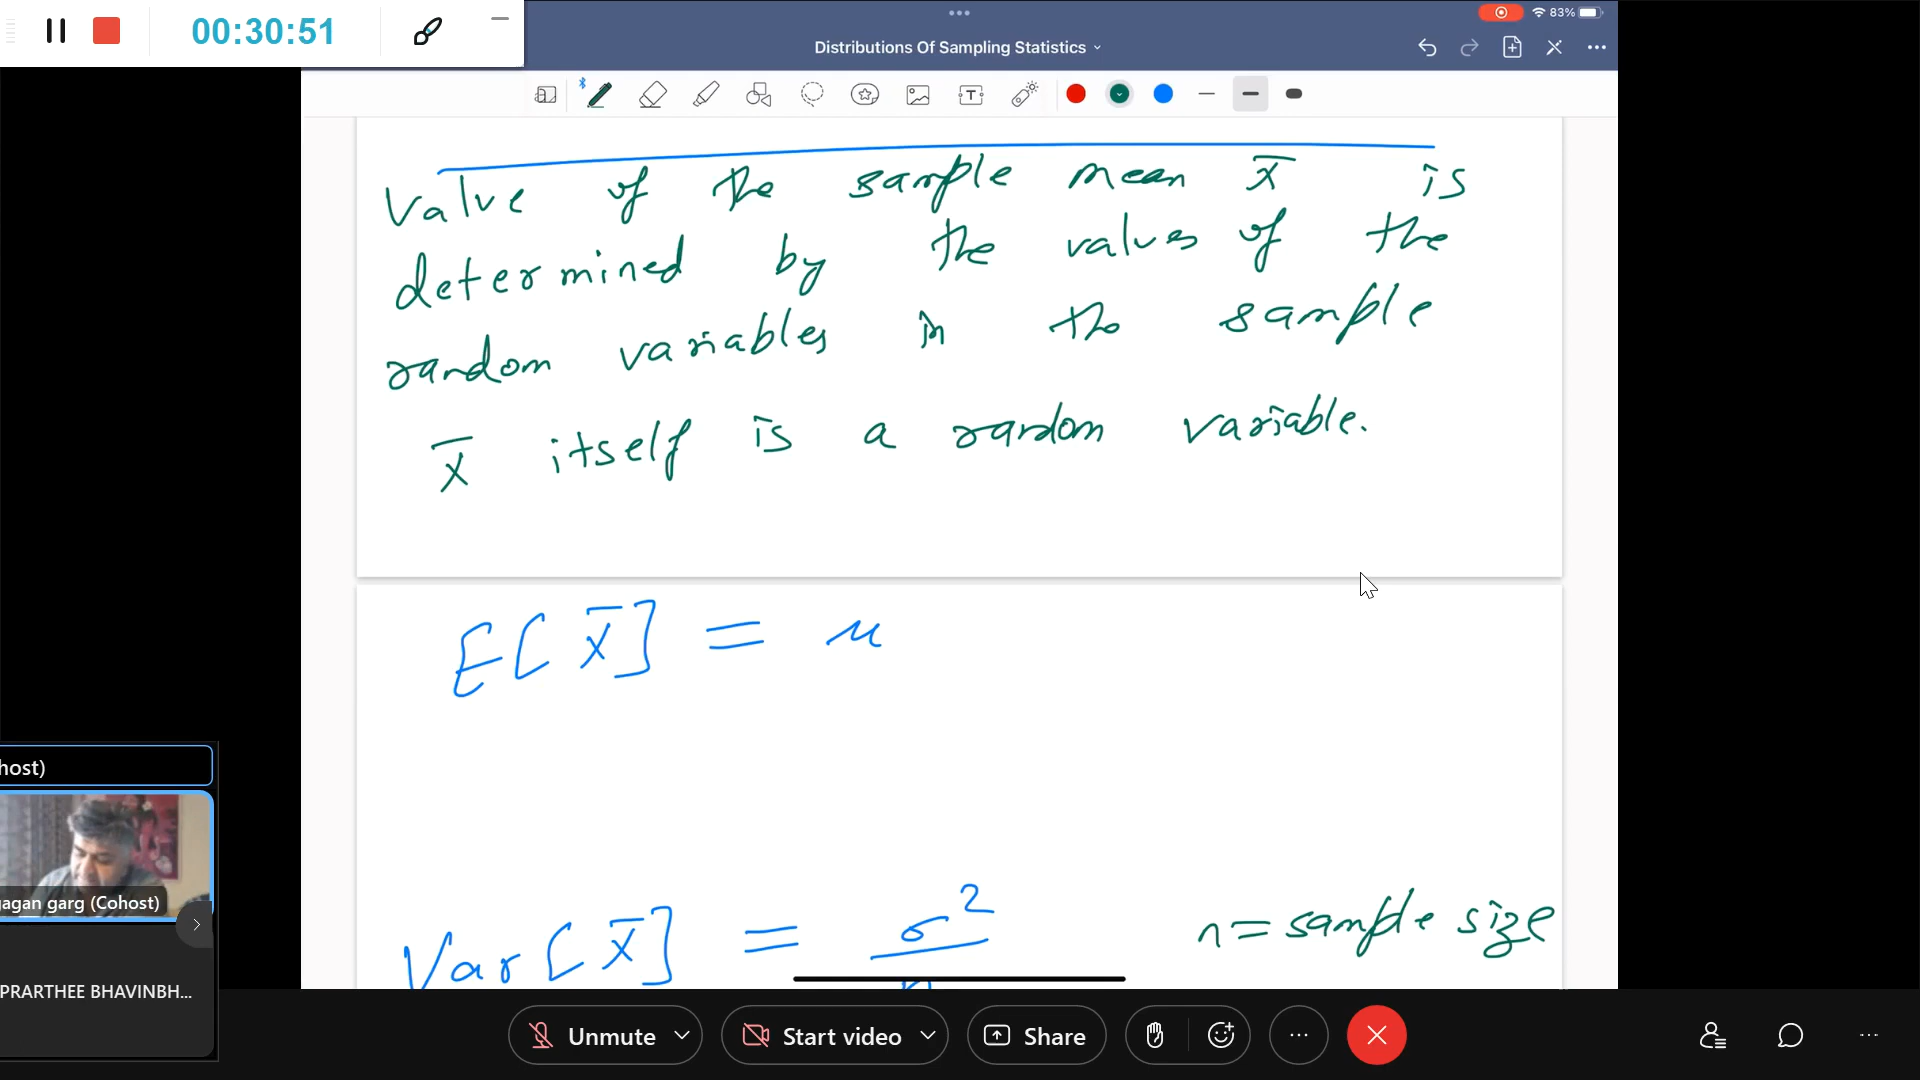 00:30:51
83%
Distributions Of Sampling Statistics
T
Value of the sample mean x̄ is
determined by the values of the
random variables in the sample
x̄ itself is a random variable.
E[x̄] = μ
Var[x̄] = σ²/n
n = sample size
host)
gagan garg (Cohost)
PRARTHEE BHAVINBH...
Unmute
Start video
Share